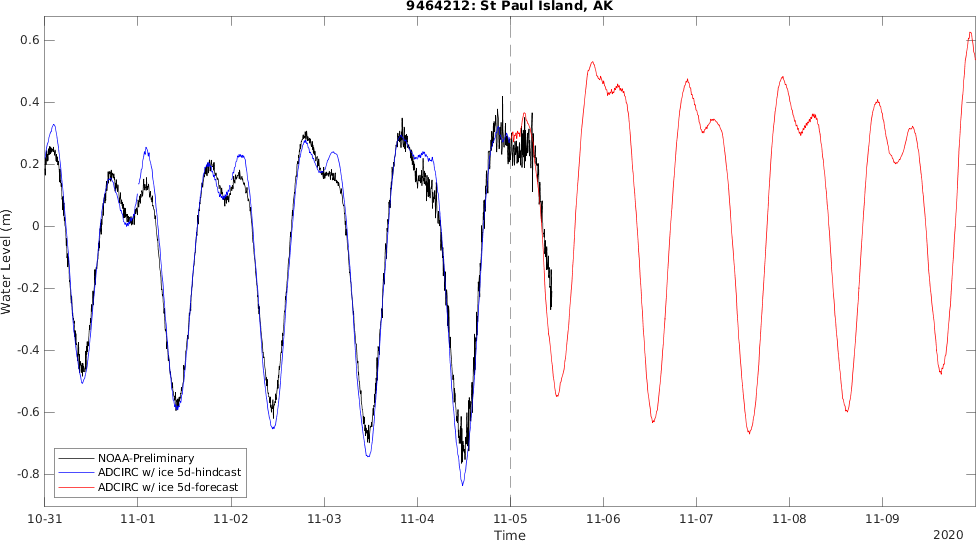 9464212: St Paul Island, AK
0.6
0.4
0.2
0
-0.2
-0.4
-0.6
-0.8
Water Level (m)
NOAA-Preliminary
ADCIRC w/ ice 5d-hindcast
ADCIRC w/ ice 5d-forecast
10-31 11-01 11-02 11-03 11-04 11-05 11-06 11-07 11-08 11-09
Time
2020